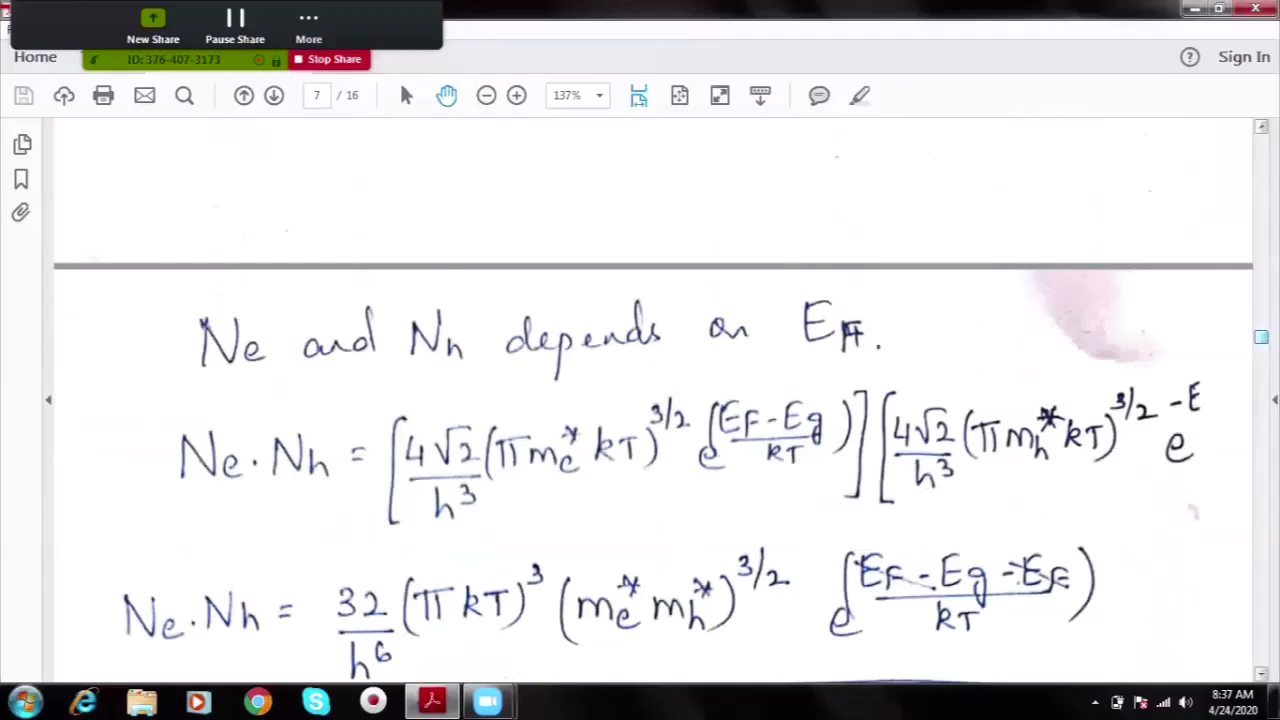 New Share Pause Share More
Home ID: 376-407-3173 Stop Share Sign In
7 / 16 137%
Ne and Nh depends on EF.
Ne·Nh = [4√2/h³ (πme* kT)^3/2 e^(EF-Eg/kT)] [4√2/h³ (πmh* kT)^3/2 e^-E
Ne·Nh = 32/h⁶ (πkT)³ (me* mh*)^3/2 e^(EF-Eg-EF/kT)
8:37 AM
4/24/2020